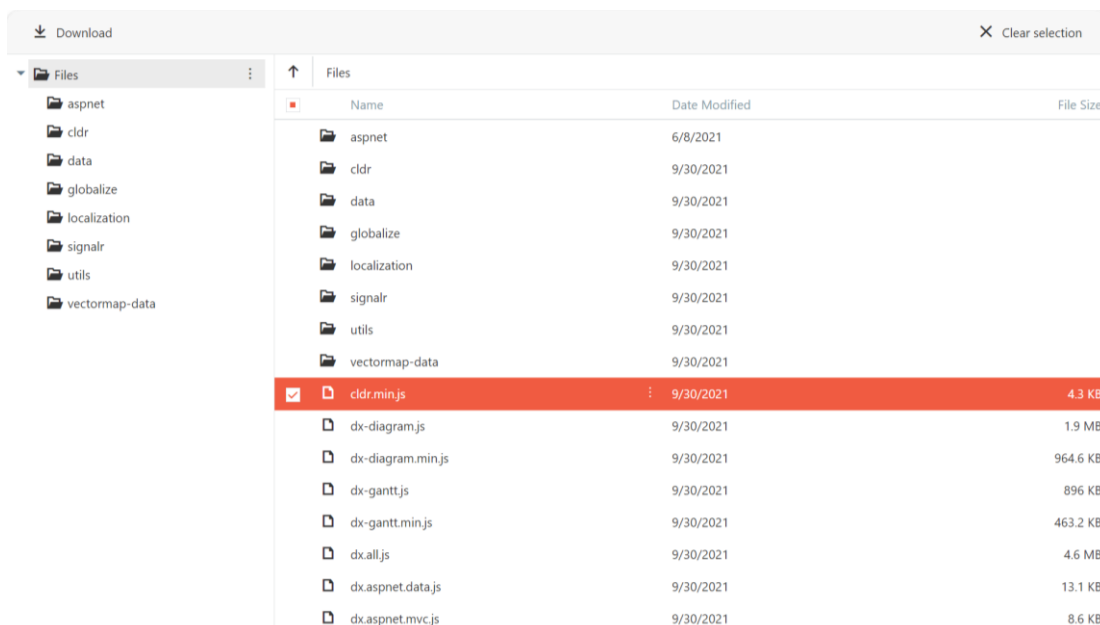 Download Clear selection
Files
aspnet
cldr
data
globalize
localization
signalr
utils
vectormap-data
Files
Name Date Modified File Size
aspnet 6/8/2021
cldr 9/30/2021
data 9/30/2021
globalize 9/30/2021
localization 9/30/2021
signalr 9/30/2021
utils 9/30/2021
vectormap-data 9/30/2021
cldr.min.js 9/30/2021 4.3 KB
dx-diagram.js 9/30/2021 1.9 MB
dx-diagram.min.js 9/30/2021 964.6 KB
dx-gantt.js 9/30/2021 896 KB
dx-gantt.min.js 9/30/2021 463.2 KB
dx.all.js 9/30/2021 4.6 MB
dx.aspnet.data.js 9/30/2021 13.1 KB
dx.aspnet.mvc.js 9/30/2021 8.6 KB